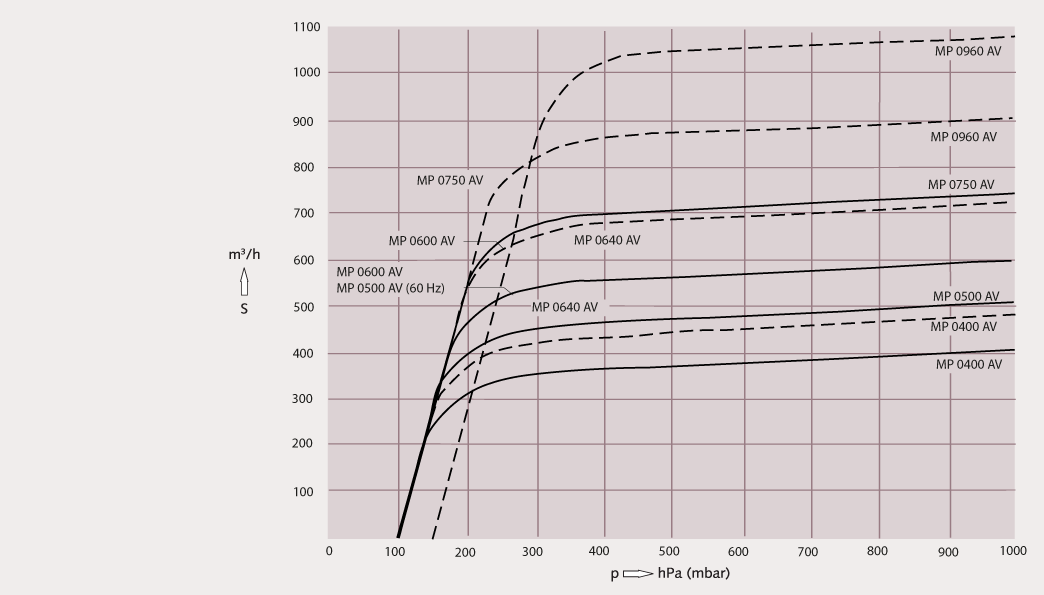 1100
MP 0960 AV
1000
900
MP 0960 AV
800
MP 0750 AV
MP 0750 AV
700
MP 0600 AV
MP 0640 AV
m³/h
600
MP 0600 AV
MP 0500 AV (60 Hz)
S
500
MP 0640 AV
MP 0500 AV
MP 0400 AV
400
MP 0400 AV
300
200
100
0 100 200 300 400 500 600 700 800 900 1000
p hPa (mbar)